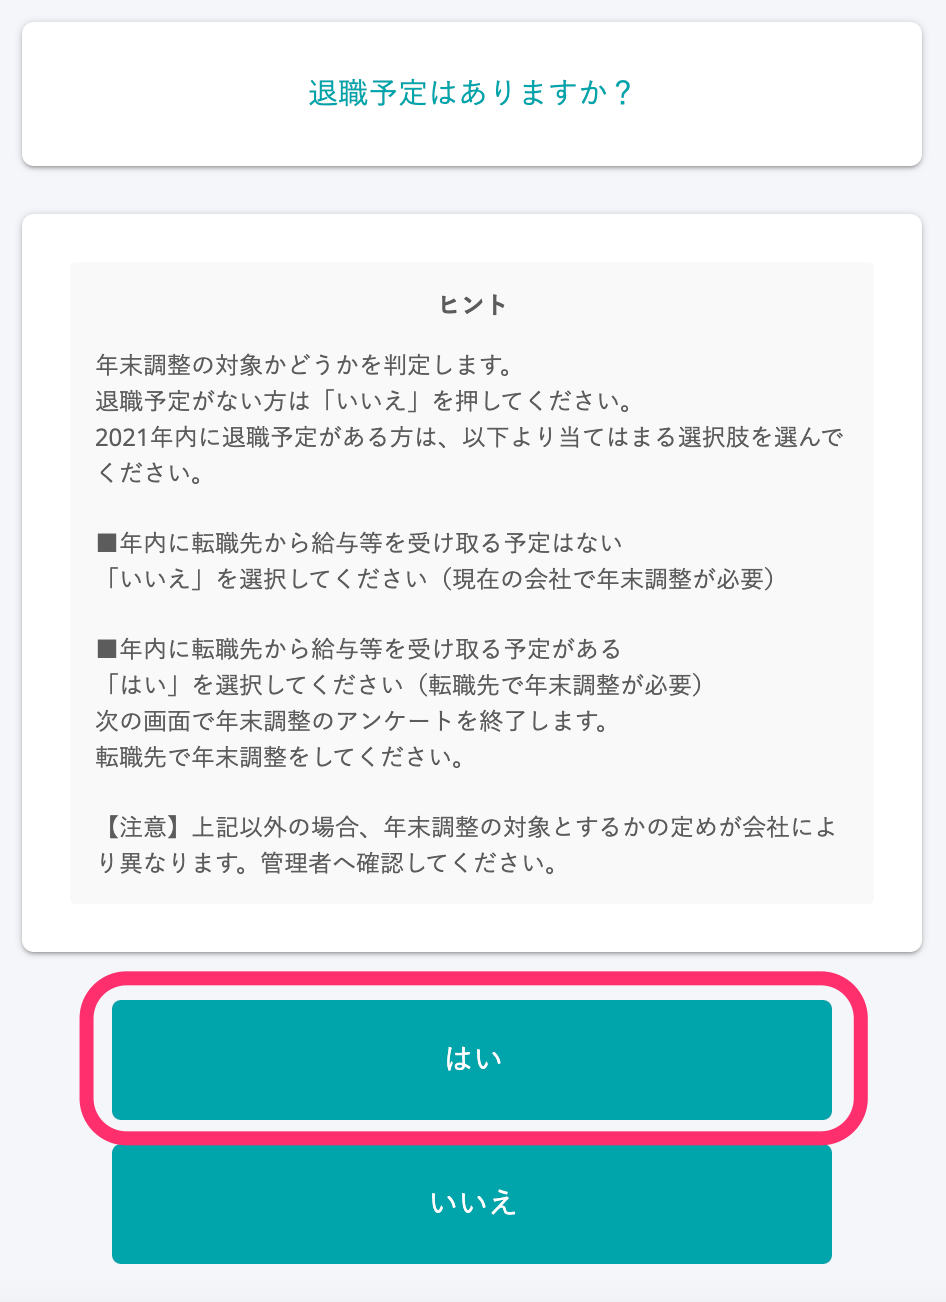 退職予定はありますか？
ヒント
年末調整の対象かどうかを判定します。
退職予定がない方は「いいえ」を押してください。
2021年内に退職予定がある方は、以下より当てはまる選択肢を選んで
ください。
■年内に転職先から給与等を受け取る予定はない
「いいえ」を選択してください（現在の会社で年末調整が必要）
■年内に転職先から給与等を受け取る予定がある
「はい」を選択してください（転職先で年末調整が必要）
次の画面で年末調整のアンケートを終了します。
転職先で年末調整をしてください。
【注意】上記以外の場合、年末調整の対象とするかの定めが会社によ
り異なります。管理者へ確認してください。
はい
いいえ